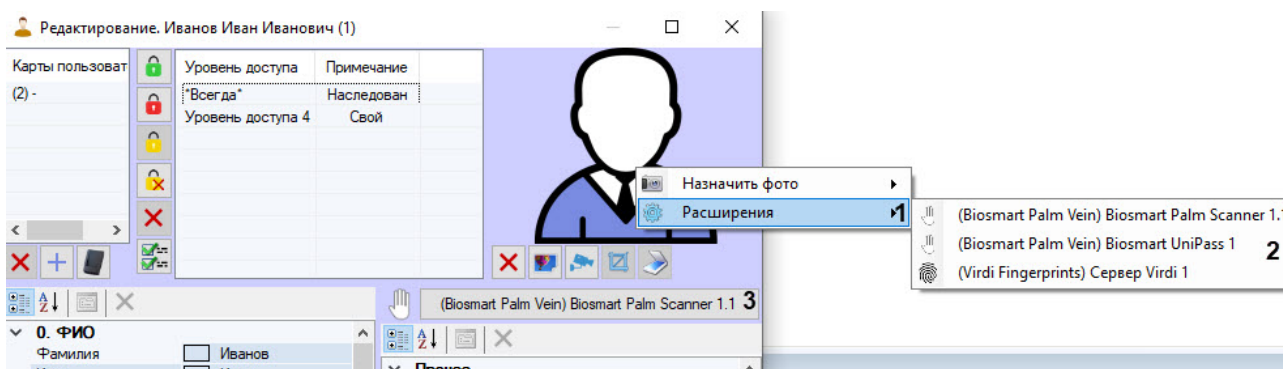 Редактирование. Иванов Иван Иванович (1)
Карты пользоват
Уровень доступа Примечание
(2) -
*Всегда* Наследован
Уровень доступа 4 Свой
Назначить фото
Расширения 1
(Biosmart Palm Vein) Biosmart Palm Scanner 1.1
(Biosmart Palm Vein) Biosmart UniPass 1
2
(Virdi Fingerprints) Сервер Virdi 1
(Biosmart Palm Vein) Biosmart Palm Scanner 1.1 3
0. ФИО
Фамилия Иванов
Прочее